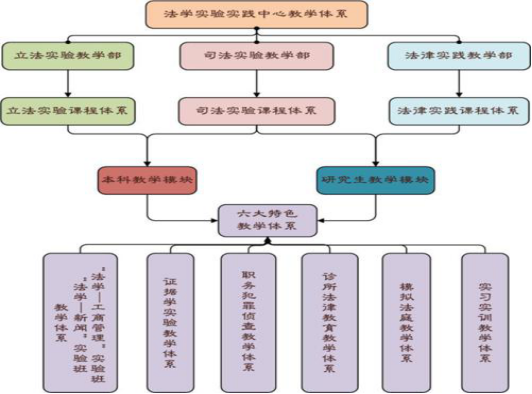 法学实验实践中心教学体系
立法实验教学部
司法实验教学部
法律实践教学部
立法实验课程体系
司法实验课程体系
法律实践课程体系
本科教学模块
研究生教学模块
六大特色
教学体系
“法学—工商管理”实验班
“法学—新闻”实验班
教学体系
证据学实验教学体系
职务犯罪侦查教学体系
诊所法律教育教学体系
模拟法庭教学体系
实习实训教学体系